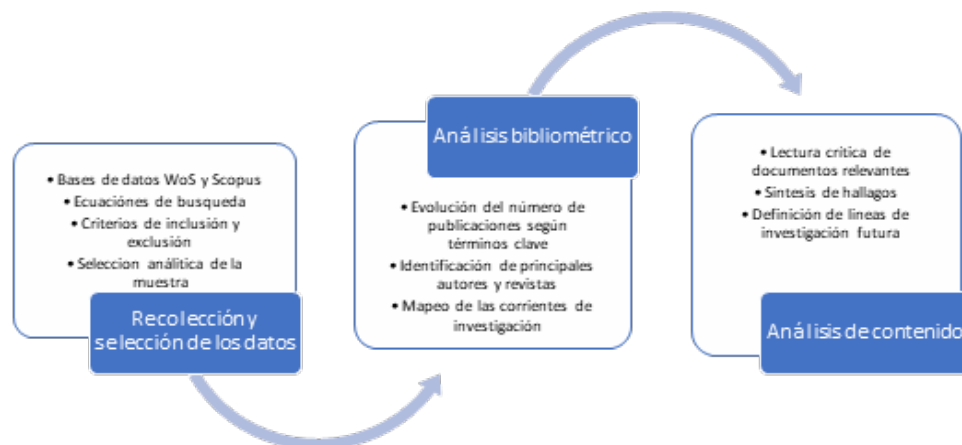 • Bases de datos WoS y Scopus
• Ecuaciónes de busqueda
• Criterios de inclusión y
exclusión
• Seleccion análitica de la
muestra
Recolección y
selección de los datos
Análisis bibliométrico
• Evolución del número de
publicaciones según
términos clave
• Identificación de principales
autores y revistas
• Mapeo de las corrientes de
investigación
• Lectura crítica de
documentos relevantes
• Síntesis de hallagos
• Definición de líneas de
investigación futura
Análisis de contenido